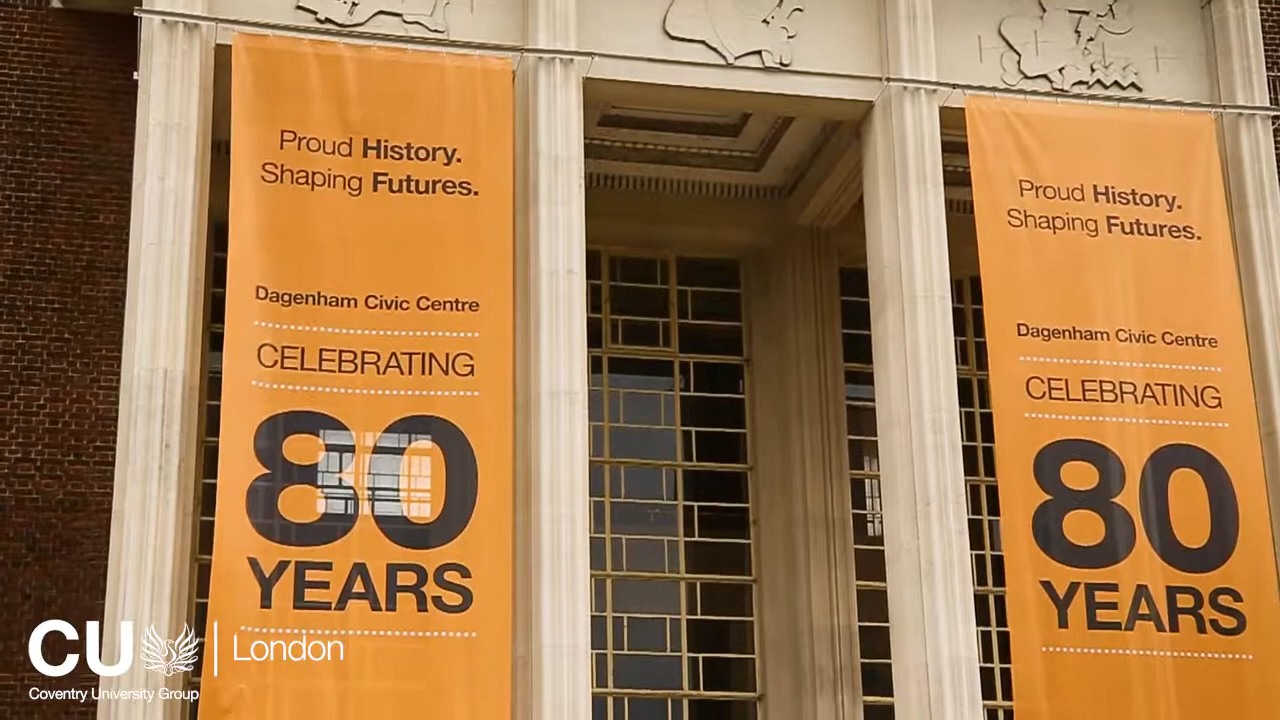 Proud History.
Shaping Futures.
Dagenham Civic Centre
CELEBRATING
80
YEARS
Proud History.
Shaping Futures.
Dagenham Civic Centre
CELEBRATING
80
YEARS
CU London
Coventry University Group